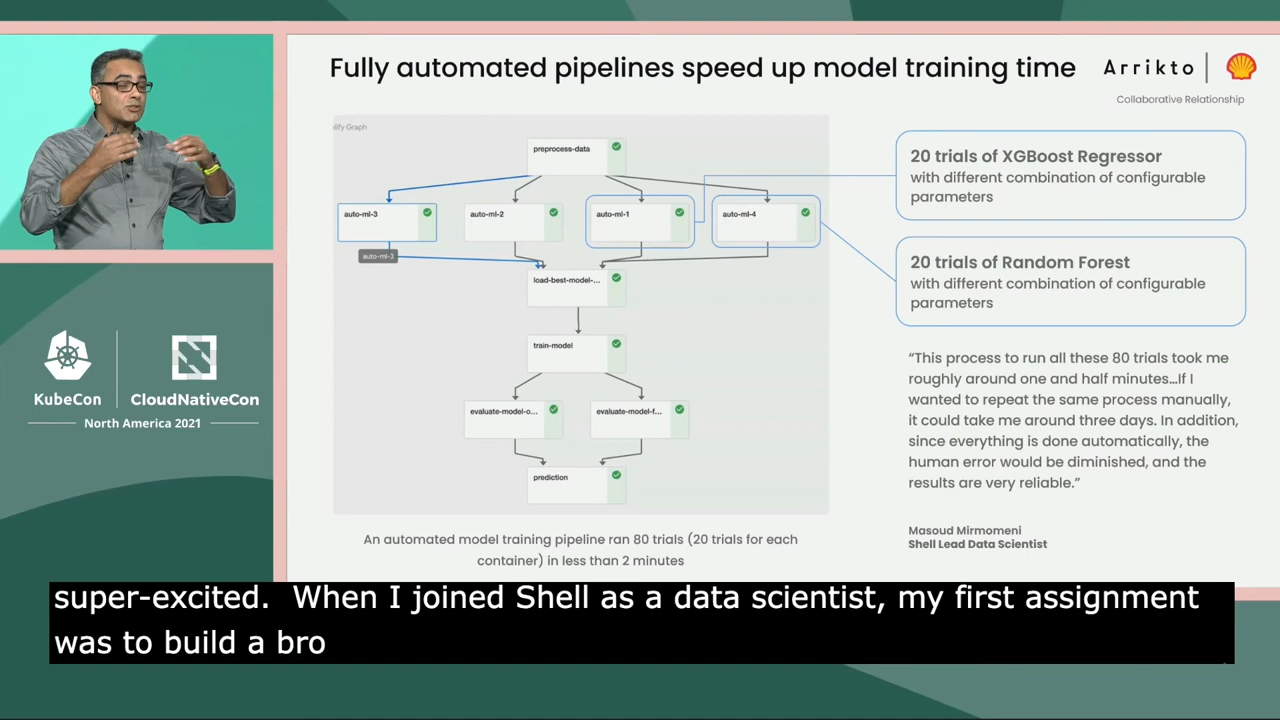 Fully automated pipelines speed up model training time
Arrikto
Collaborative Relationship
preprocess-data
auto-ml-3
auto-ml-2
auto-ml-1
auto-ml-4
auto-ml-3
load-best-model-...
train-model
evaluate-model-o...
evaluate-model-f...
prediction
An automated model training pipeline ran 80 trials (20 trials for each
container) in less than 2 minutes
20 trials of XGBoost Regressor
with different combination of configurable
parameters
20 trials of Random Forest
with different combination of configurable
parameters
“This process to run all these 80 trials took me
roughly around one and half minutes...If I
wanted to repeat the same process manually,
it could take me around three days. In addition,
since everything is done automatically, the
human error would be diminished, and the
results are very reliable.”
Masoud Mirmomeni
Shell Lead Data Scientist
KubeCon
CloudNativeCon
North America 2021
super-excited. When I joined Shell as a data scientist, my first assignment
was to build a bro